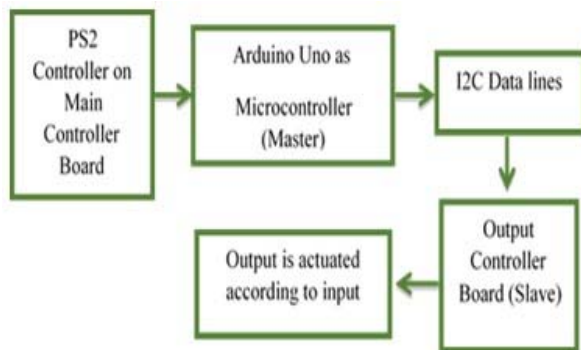 PS2
Controller on
Main
Controller
Board
Arduino Uno as
Microcontroller
(Master)
I2C Data lines
Output
Controller
Board (Slave)
Output is actuated
according to input